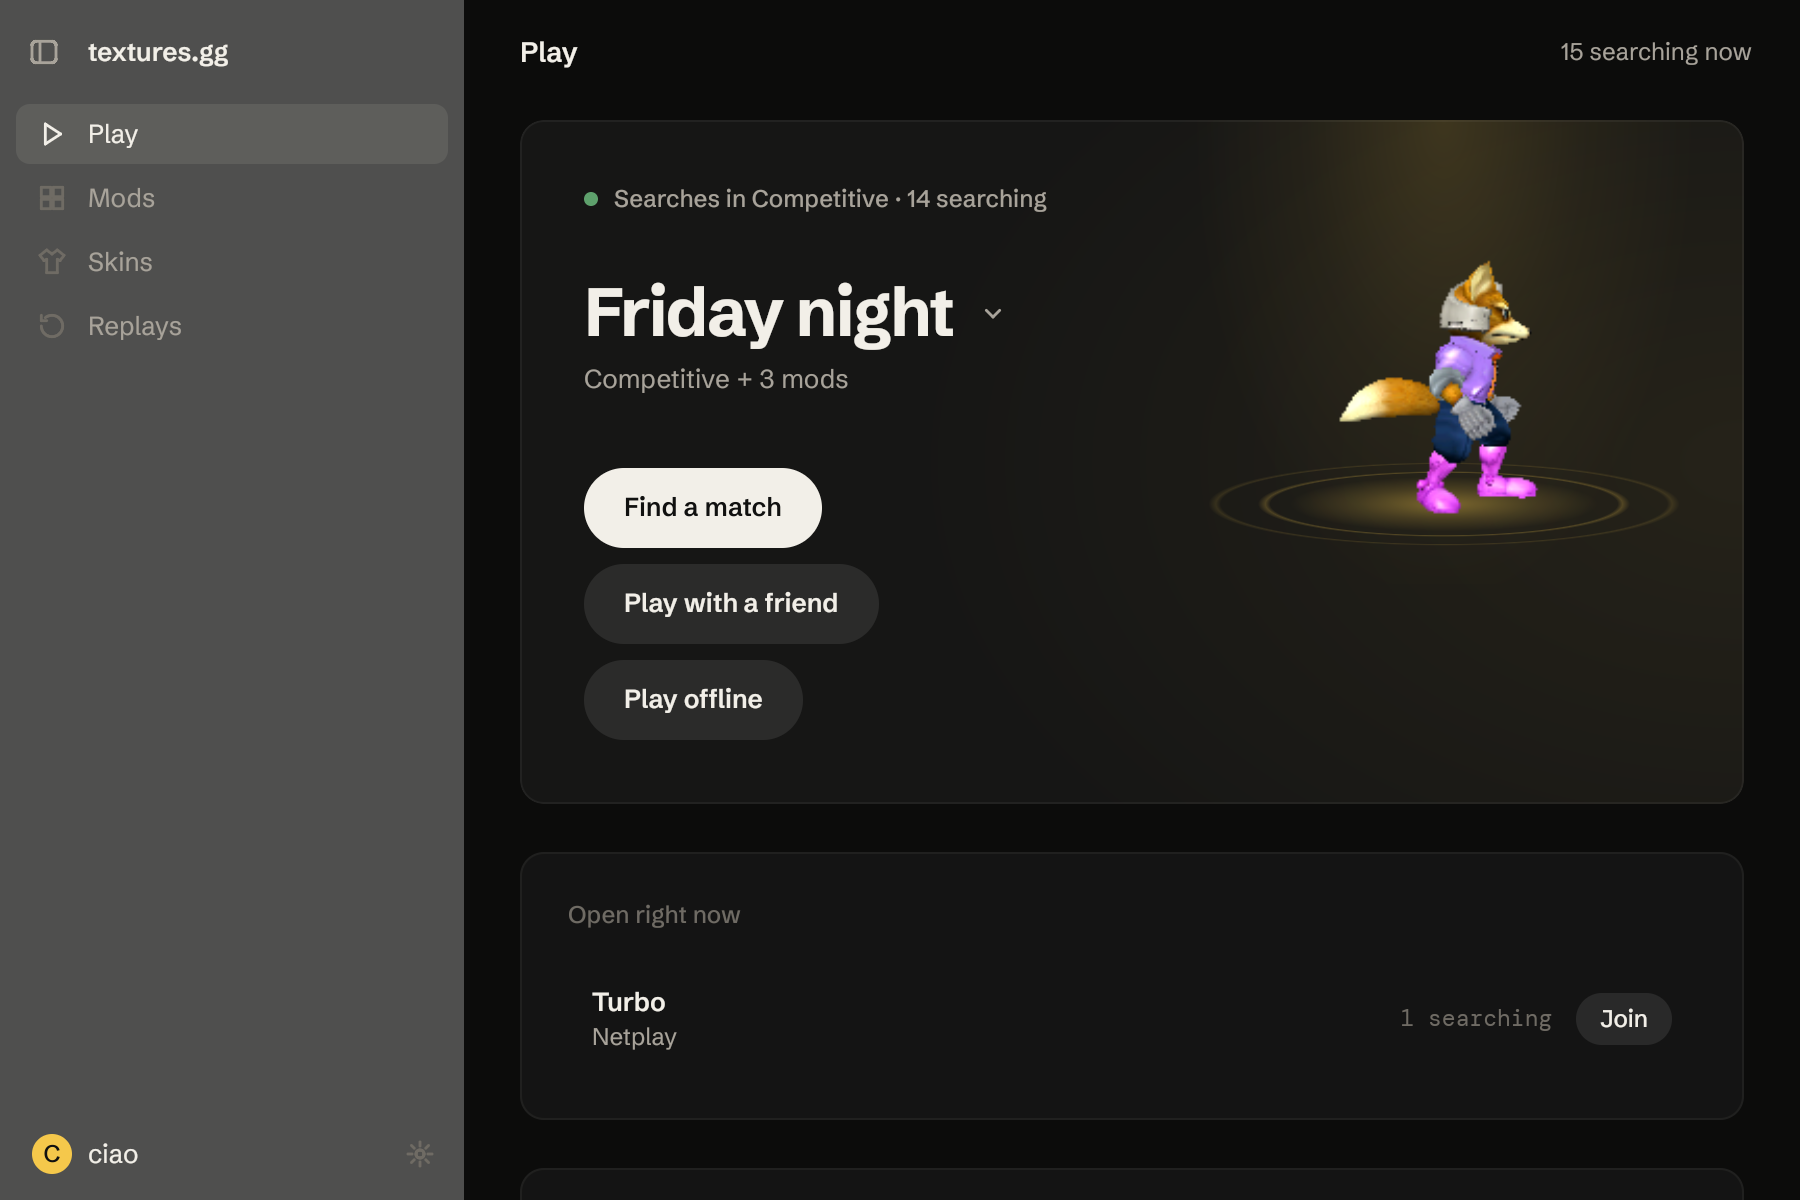 textures.gg
Play
Mods
Skins
Replays
C ciao
Play
15 searching now
Searches in Competitive · 14 searching
Friday night
Competitive + 3 mods
Find a match
Play with a friend
Play offline
Open right now
Turbo
Netplay
1 searching
Join